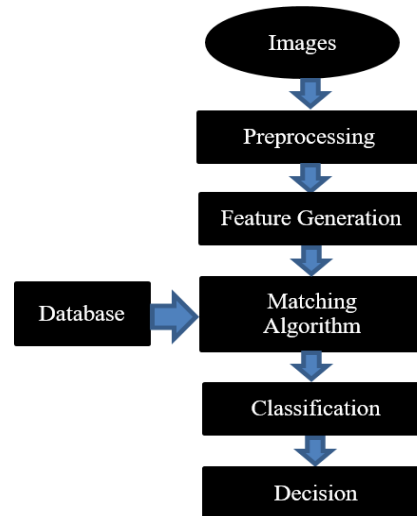 Images
Preprocessing
Feature Generation
Database
Matching
Algorithm
Classification
Decision